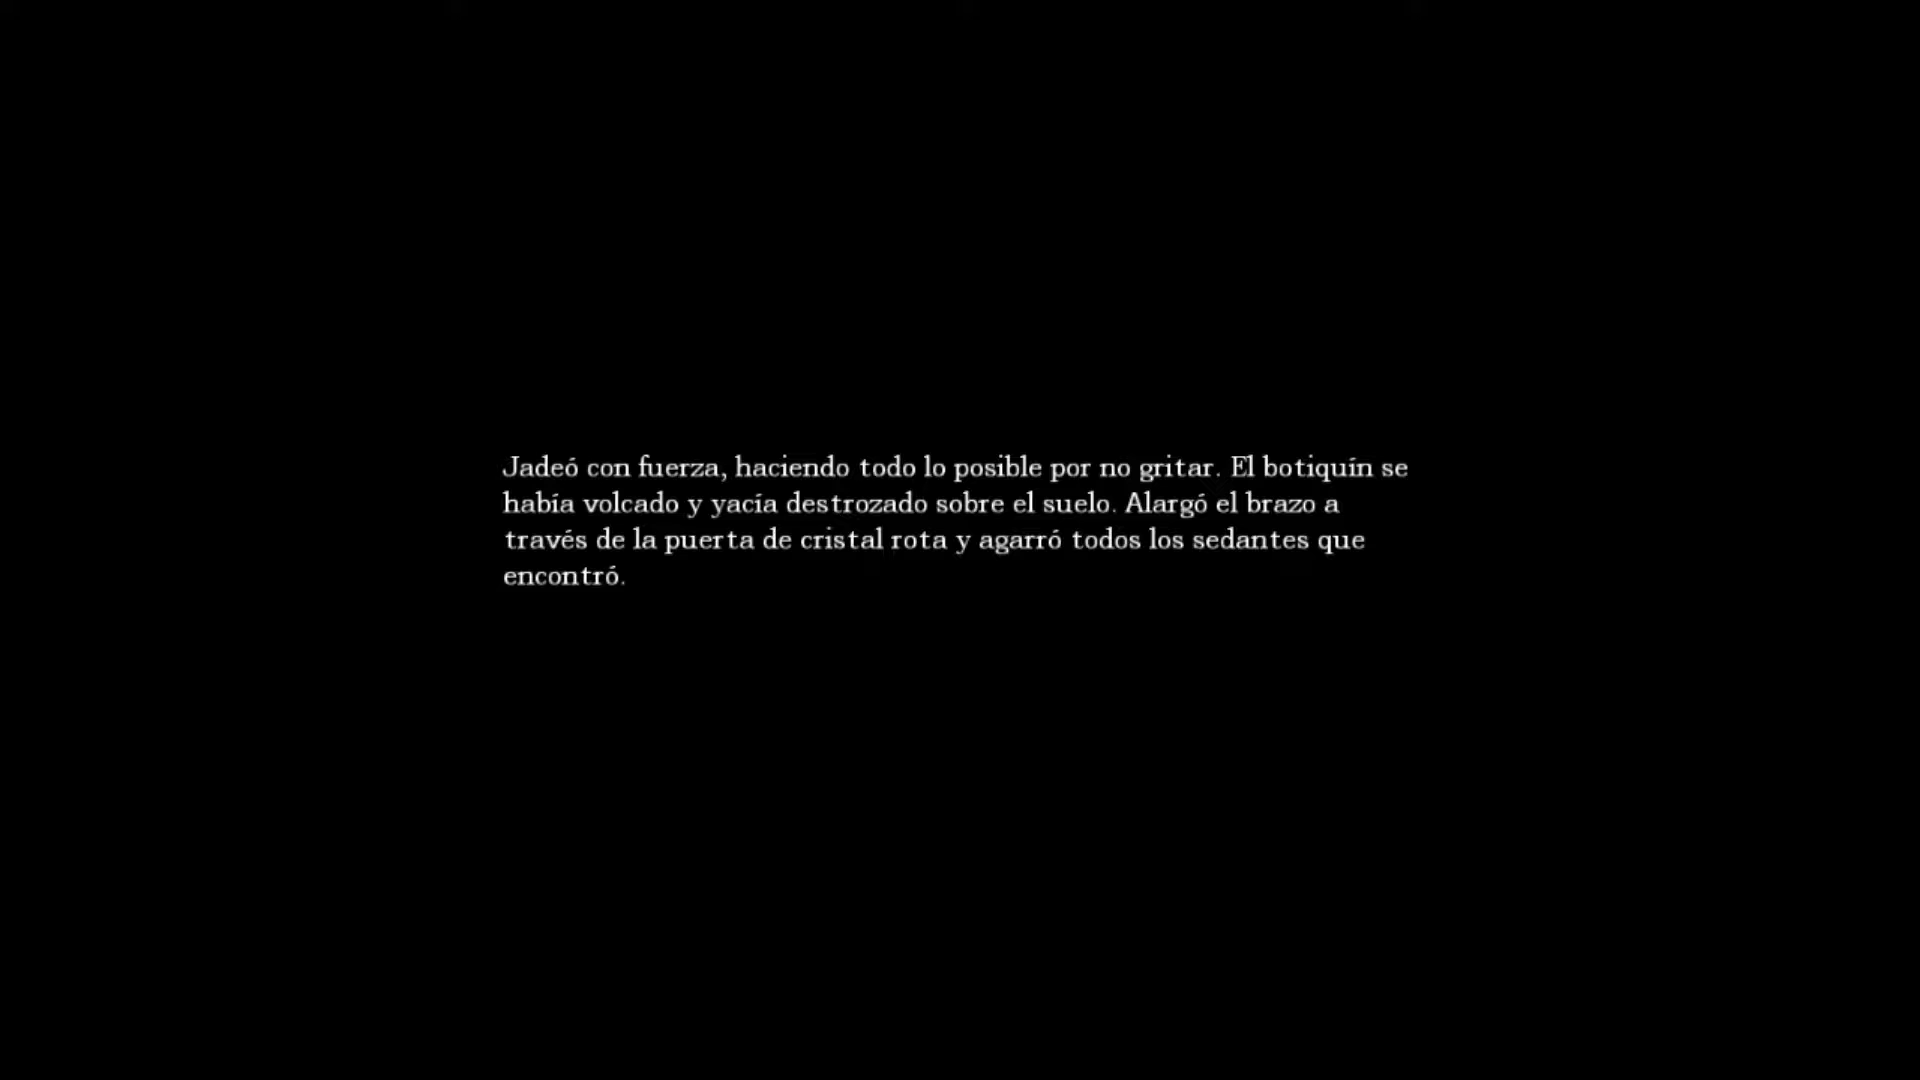 Jadeó con fuerza, haciendo todo lo posible por no gritar. El botiquín se
había volcado y yacía destrozado sobre el suelo. Alargó el brazo a
través de la puerta de cristal rota y agarró todos los sedantes que
encontró.